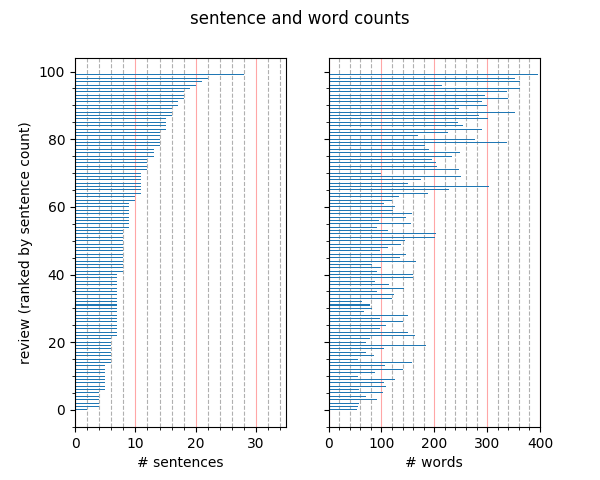 sentence and word counts
100
80
60
40
20
0
review (ranked by sentence count)
0 10 20 30
# sentences
0 100 200 300 400
# words